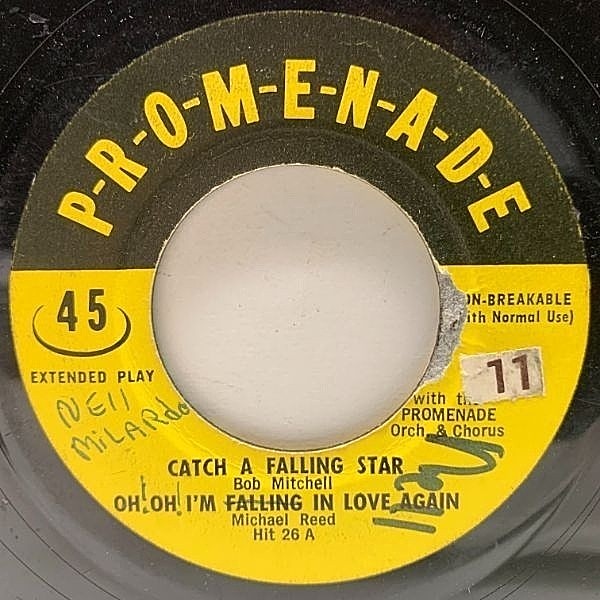 P-R-O-M-E-N-A-D-E
45
EXTENDED PLAY
ON-BREAKABLE
ith Normal Use)
11
Neil
Milardo
with the
PROMENADE
Orch. & Chorus
Neil
CATCH A FALLING STAR
Bob Mitchell
OH! OH! I'M FALLING IN LOVE AGAIN
Michael Reed
Hit 26 A